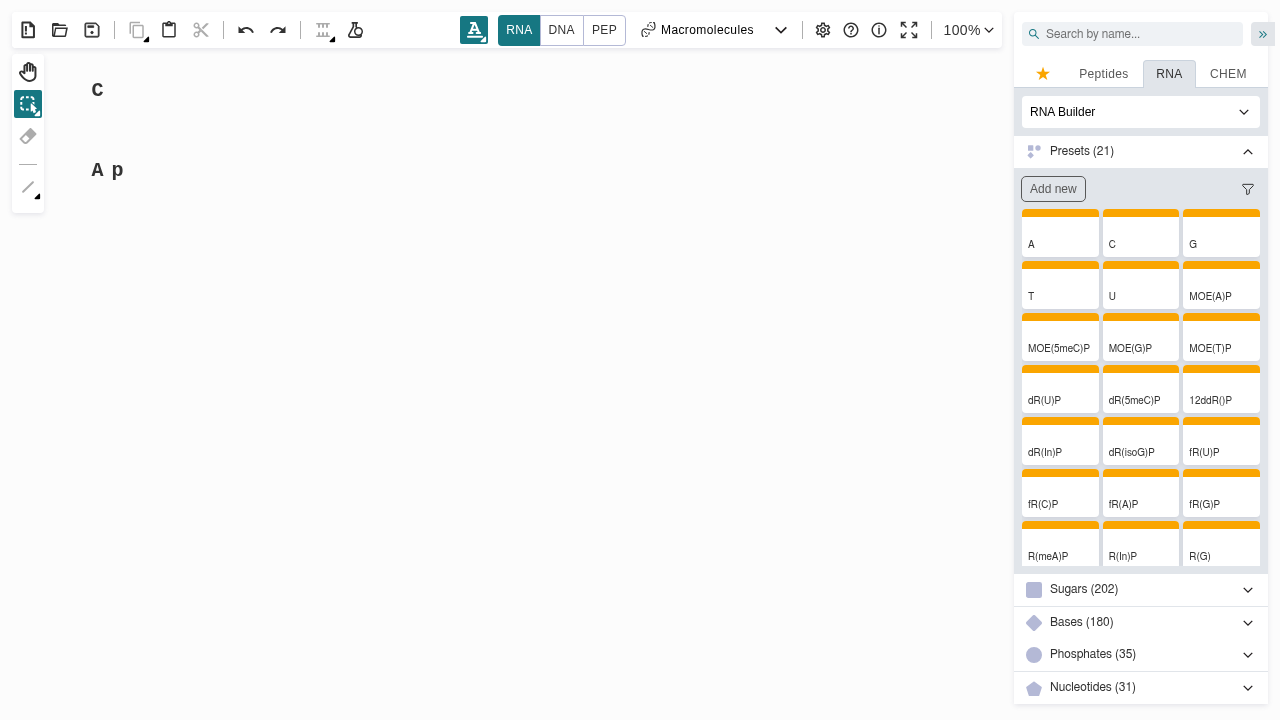 A RNA DNA PEP Macromolecules 100%
Search by name...
Peptides RNA CHEM
RNA Builder
Presets (21)
Add new
A C G
T U MOE(A)P
MOE(5meC)P MOE(G)P MOE(T)P
dR(U)P dR(5meC)P 12ddR()P
dR(In)P dR(isoG)P fR(U)P
fR(C)P fR(A)P fR(G)P
R(meA)P R(In)P R(G)
Sugars (202)
Bases (180)
Phosphates (35)
Nucleotides (31)
C
A p